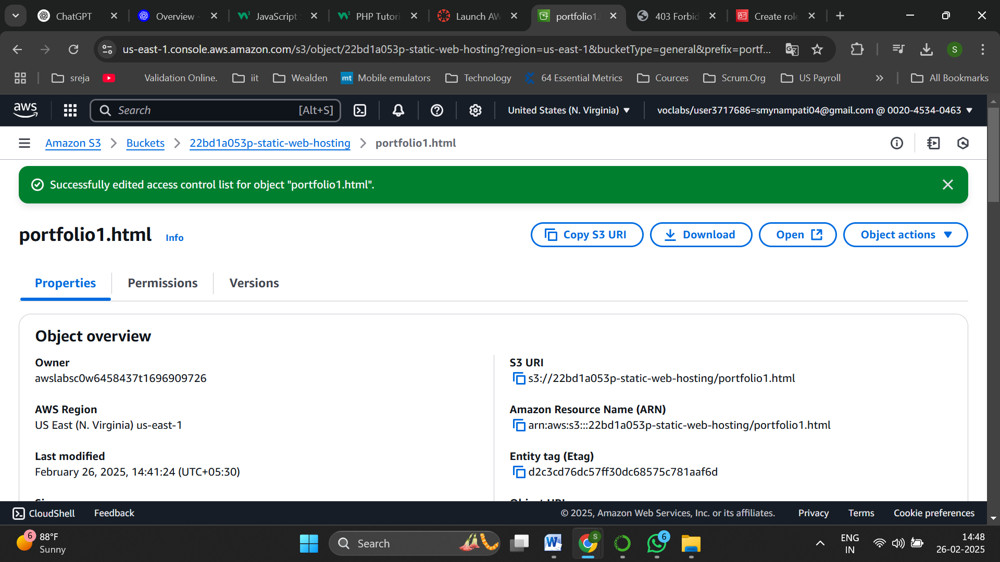 ChatGPT
Overview -
JavaScript
PHP Tutori
Launch AW
portfolio1.
403 Forbid
Create role
us-east-1.console.aws.amazon.com/s3/object/22bd1a053p-static-web-hosting?region=us-east-1&bucketType=general&prefix=portf...
S
sreja
Validation Online.
iit
Wealden
mt Mobile emulators
Technology
64 Essential Metrics
Cources
Scrum.Org
US Payroll
»
All Bookmarks
aws
Search [Alt+S]
United States (N. Virginia)
voclabs/user3717686=smynampati04@gmail.com @ 0020-4534-0463
Amazon S3 > Buckets > 22bd1a053p-static-web-hosting > portfolio1.html
Successfully edited access control list for object "portfolio1.html".
portfolio1.html Info
Copy S3 URI
Download
Open
Object actions
Properties
Permissions
Versions
Object overview
Owner
awslabsc0w6458437t1696909726
AWS Region
US East (N. Virginia) us-east-1
Last modified
February 26, 2025, 14:41:24 (UTC+05:30)
S3 URI
s3://22bd1a053p-static-web-hosting/portfolio1.html
Amazon Resource Name (ARN)
arn:aws:s3:::22bd1a053p-static-web-hosting/portfolio1.html
Entity tag (Etag)
d2c3cd76dc57ff30dc68575c781aaf6d
CloudShell
Feedback
© 2025, Amazon Web Services, Inc. or its affiliates.
Privacy
Terms
Cookie preferences
6
88°F
Sunny
Search
W
S
6
ENG
IN
14:48
26-02-2025